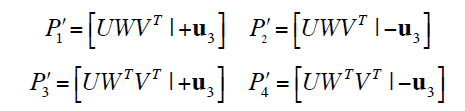 P′₁ = [UWVᵀ | +u₃] P′₂ = [UWVᵀ | −u₃]
P′₃ = [UWᵀVᵀ | +u₃] P′₄ = [UWᵀVᵀ | −u₃]